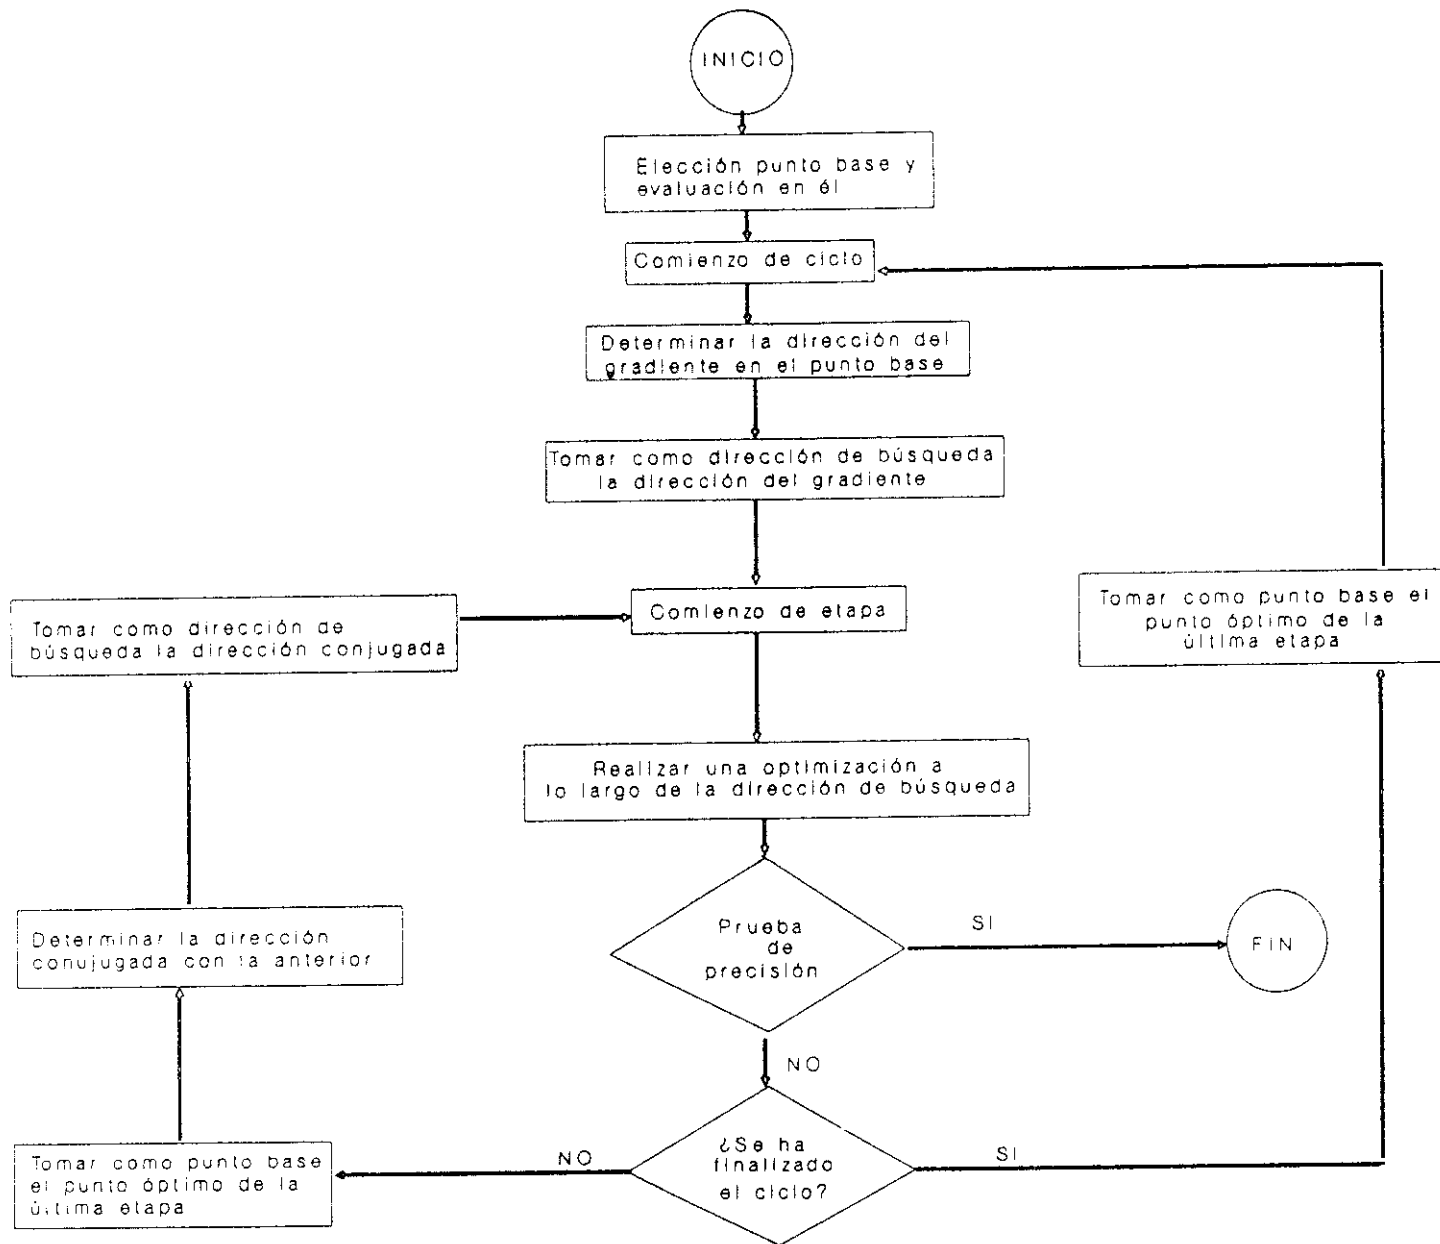 INICIO
Elección punto base y
evaluación en él
Comienzo de ciclo
Determinar la dirección del
gradiente en el punto base
Tomar como dirección de búsqueda
la dirección del gradiente
Tomar como dirección de
búsqueda la dirección conjugada
Comienzo de etapa
Tomar como punto base el
punto óptimo de la
última etapa
Realizar una optimización a
lo largo de la dirección de búsqueda
Determinar la dirección
conujugada con la anterior
Prueba
de
precisión
SI
FIN
NO
Tomar como punto base
el punto óptimo de la
última etapa
NO
¿Se ha
finalizado
el ciclo?
SI